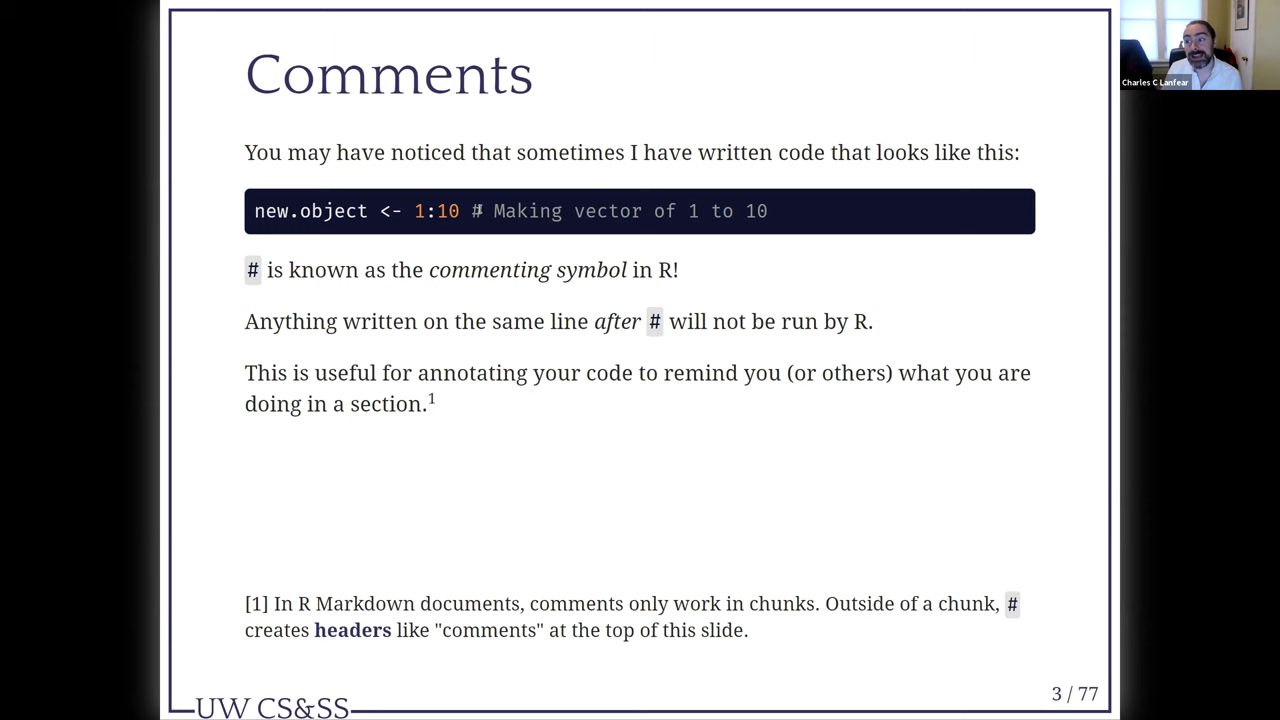 Comments
You may have noticed that sometimes I have written code that looks like this:
new.object <- 1:10 # Making vector of 1 to 10
# is known as the commenting symbol in R!
Anything written on the same line after # will not be run by R.
This is useful for annotating your code to remind you (or others) what you are
doing in a section.1
[1] In R Markdown documents, comments only work in chunks. Outside of a chunk, #
creates headers like "comments" at the top of this slide.
3 / 77
UW CS&SS
Charles C Lanfear